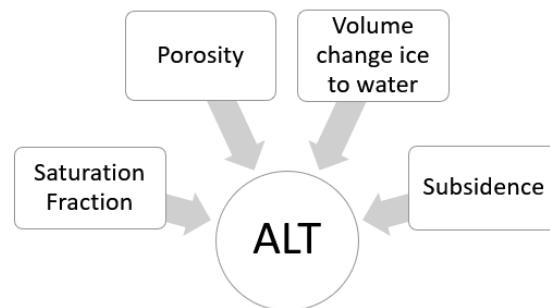 Porosity
Volume
change ice
to water
Saturation
Fraction
Subsidence
ALT